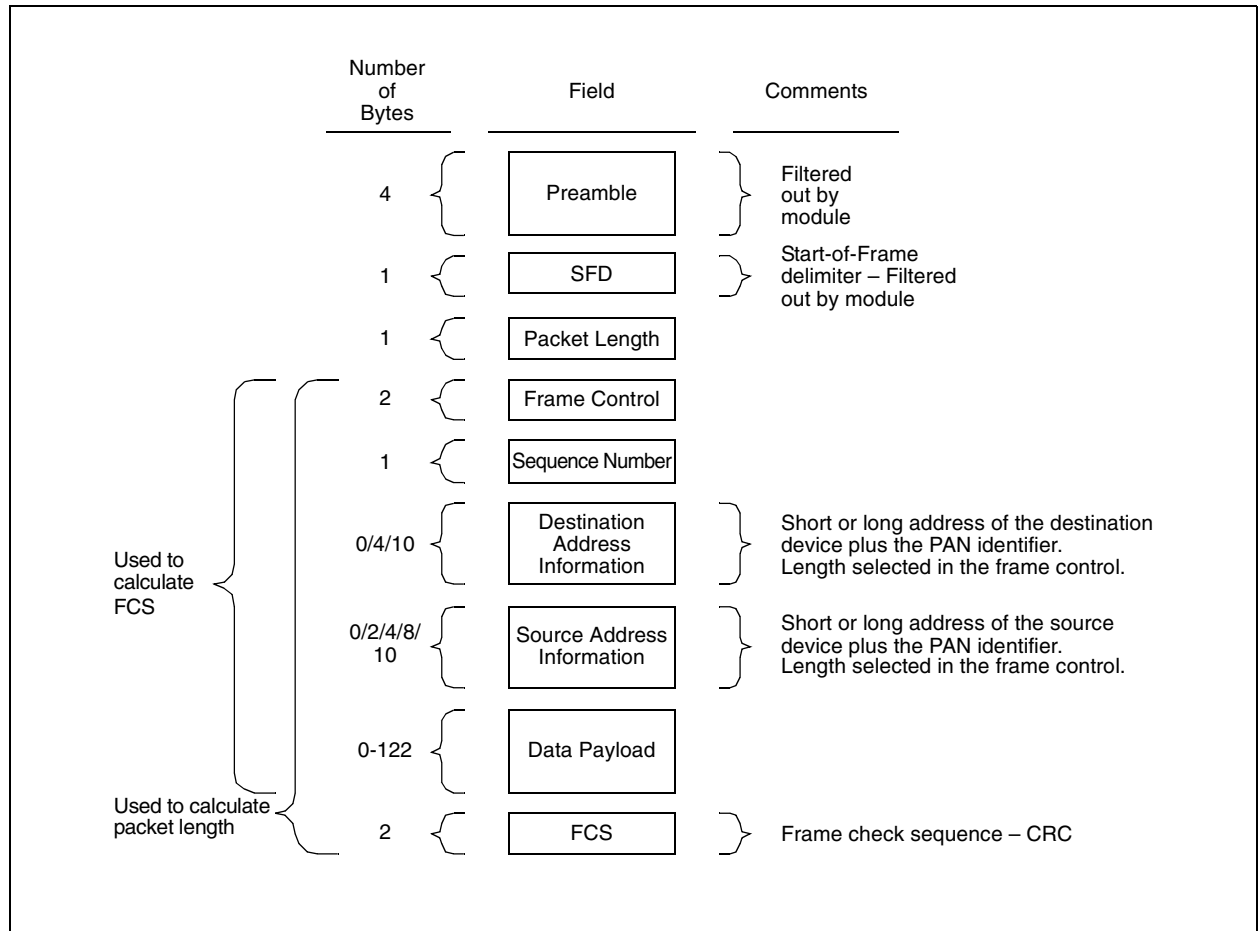 Number
of
Bytes
Field
Comments
4
Preamble
Filtered
out by
module
1
SFD
Start-of-Frame
delimiter – Filtered
out by module
1
Packet Length
2
Frame Control
1
Sequence Number
0/4/10
Destination
Address
Information
Short or long address of the destination
device plus the PAN identifier.
Length selected in the frame control.
Used to
calculate
FCS
0/2/4/8/
10
Source Address
Information
Short or long address of the source
device plus the PAN identifier.
Length selected in the frame control.
0-122
Data Payload
Used to calculate
packet length
2
FCS
Frame check sequence – CRC